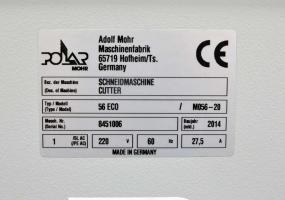 POLAR
MOHR
Adolf Mohr
Maschinenfabrik
65719 Hofheim/Ts.
Germany
CE
Bez. der Maschine SCHNEIDMASCHINE
(Des. of Machine) CUTTER
Typ / Modell 56 ECO / M056-20
(Type / Model)
Masch. Nr. 8451006 Baujahr 2014
(Serial No.)
1 220 V 60 Hz 27,5 A
MADE IN GERMANY